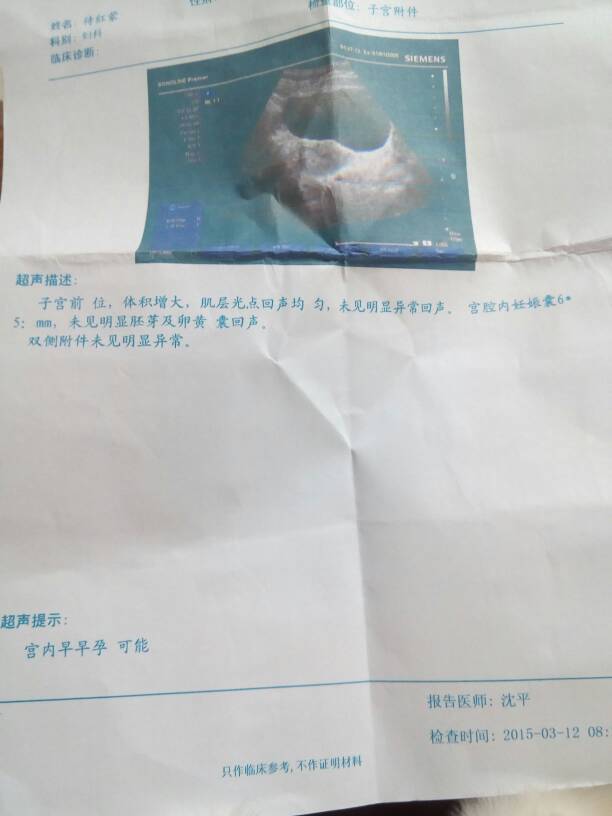 检查部位：子宫附件
姓名：
科别：妇科
临床诊断：
SIEMENS
超声描述：
子宫前 位，体积增大，肌层光点回声均 匀，未见明显异常回声。 宫腔内妊娠囊6*
5：mm，未见明显胚芽及卵黄 囊回声。
双侧附件未见明显异常。
超声提示：
宫内早早孕 可能
报告医师：沈平
检查时间：2015-03-12 08:
只作临床参考,不作证明材料